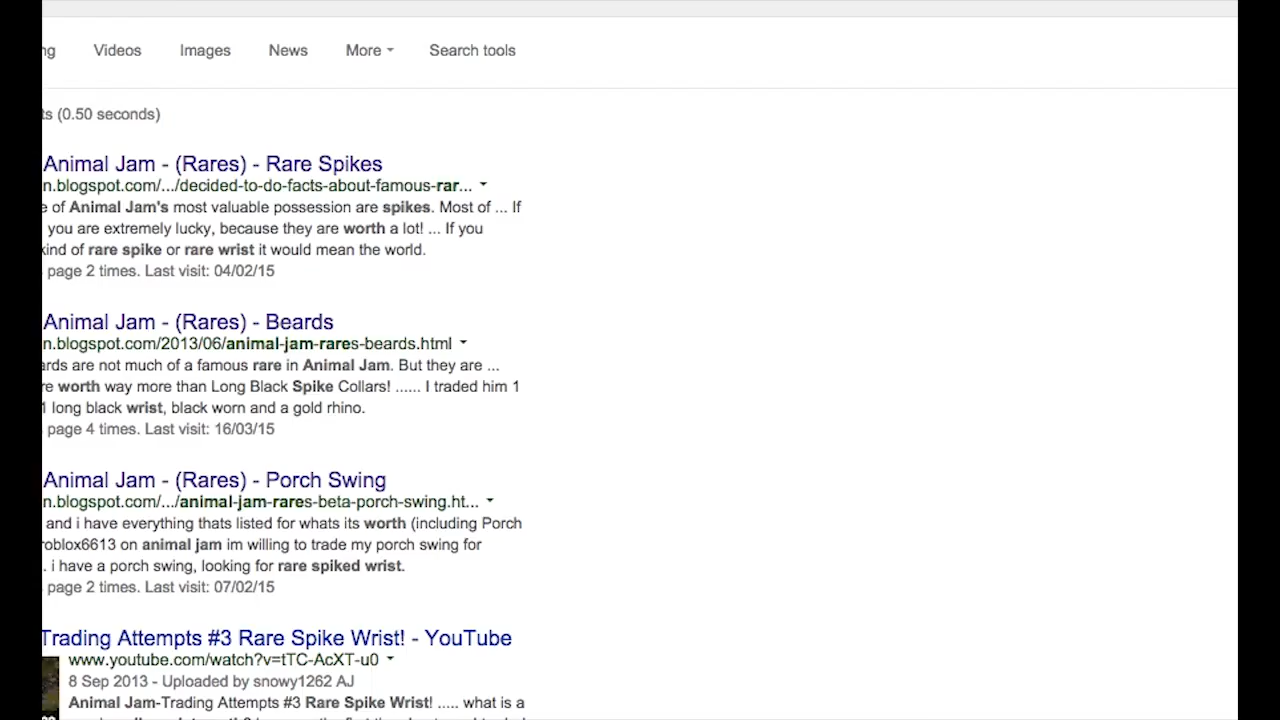 ng Videos Images News More Search tools
ts (0.50 seconds)
Animal Jam - (Rares) - Rare Spikes
n.blogspot.com/.../decided-to-do-facts-about-famous-rar...
e of Animal Jam's most valuable possession are spikes. Most of ... If
you are extremely lucky, because they are worth a lot! ... If you
kind of rare spike or rare wrist it would mean the world.
page 2 times. Last visit: 04/02/15
Animal Jam - (Rares) - Beards
n.blogspot.com/2013/06/animal-jam-rares-beards.html
ards are not much of a famous rare in Animal Jam. But they are ...
re worth way more than Long Black Spike Collars! ...... I traded him 1
1 long black wrist, black worn and a gold rhino.
page 4 times. Last visit: 16/03/15
Animal Jam - (Rares) - Porch Swing
n.blogspot.com/.../animal-jam-rares-beta-porch-swing.ht...
and i have everything thats listed for whats its worth (including Porch
roblox6613 on animal jam im willing to trade my porch swing for
. i have a porch swing, looking for rare spiked wrist.
page 2 times. Last visit: 07/02/15
Trading Attempts #3 Rare Spike Wrist! - YouTube
www.youtube.com/watch?v=tTC-AcXT-u0
8 Sep 2013 - Uploaded by snowy1262 AJ
Animal Jam-Trading Attempts #3 Rare Spike Wrist! ..... what is a